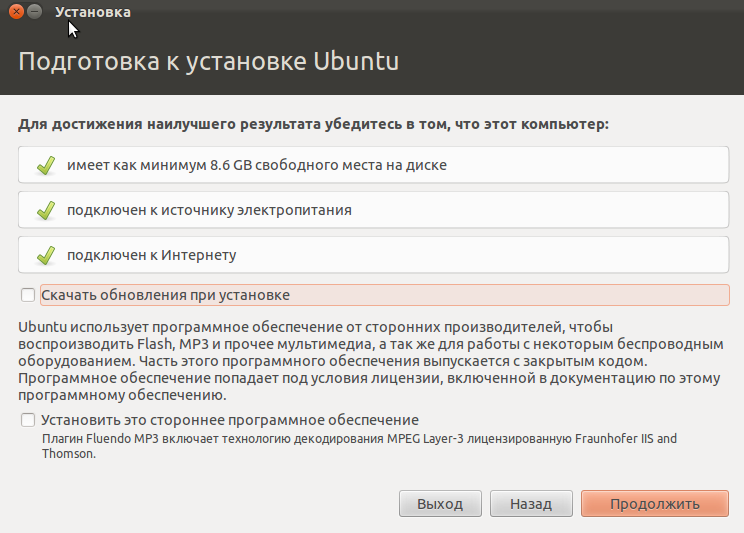 Установка
Подготовка к установке Ubuntu
Для достижения наилучшего результата убедитесь в том, что этот компьютер:
имеет как минимум 8.6 GB свободного места на диске
подключен к источнику электропитания
подключен к Интернету
Скачать обновления при установке
Ubuntu использует программное обеспечение от сторонних производителей, чтобы
воспроизводить Flash, MP3 и прочее мультимедиа, а так же для работы с некоторым беспроводным
оборудованием. Часть этого программного обеспечения выпускается с закрытым кодом.
Программное обеспечение попадает под условия лицензии, включенной в документацию по этому
программному обеспечению.
Установить это стороннее программное обеспечение
Плагин Fluendo MP3 включает технологию декодирования MPEG Layer-3 лицензированную Fraunhofer IIS and
Thomson.
Выход
Назад
Продолжить